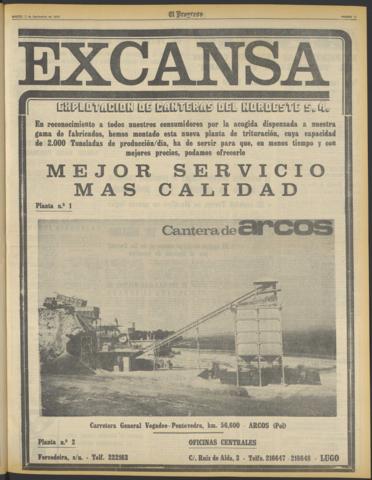 El Progreso
EXCANSA
EXPLOTACION DE CANTERAS DEL NOROESTE S.A.
En reconocimiento a todos nuestros consumidores por la acogida dispensada a nuestra
gama de fabricados, hemos montado esta nueva planta de trituración, cuya capacidad
de 2.000 Toneladas de producción/día, ha de servir para que, en menos tiempo y con
mejores precios, podamos ofrecerle
MEJOR SERVICIO
MAS CALIDAD
Planta n.º 1
Cantera de arcos
Carretera General Vegadeo-Pontevedra, km. 56,600 - ARCOS (Pol)
Planta n.º 2
OFICINAS CENTRALES
Forcadeira, s/n. - Telf. 222163
C/. Ruiz de Alda, 3 - Telfs. 216647 - 216648 - LUGO